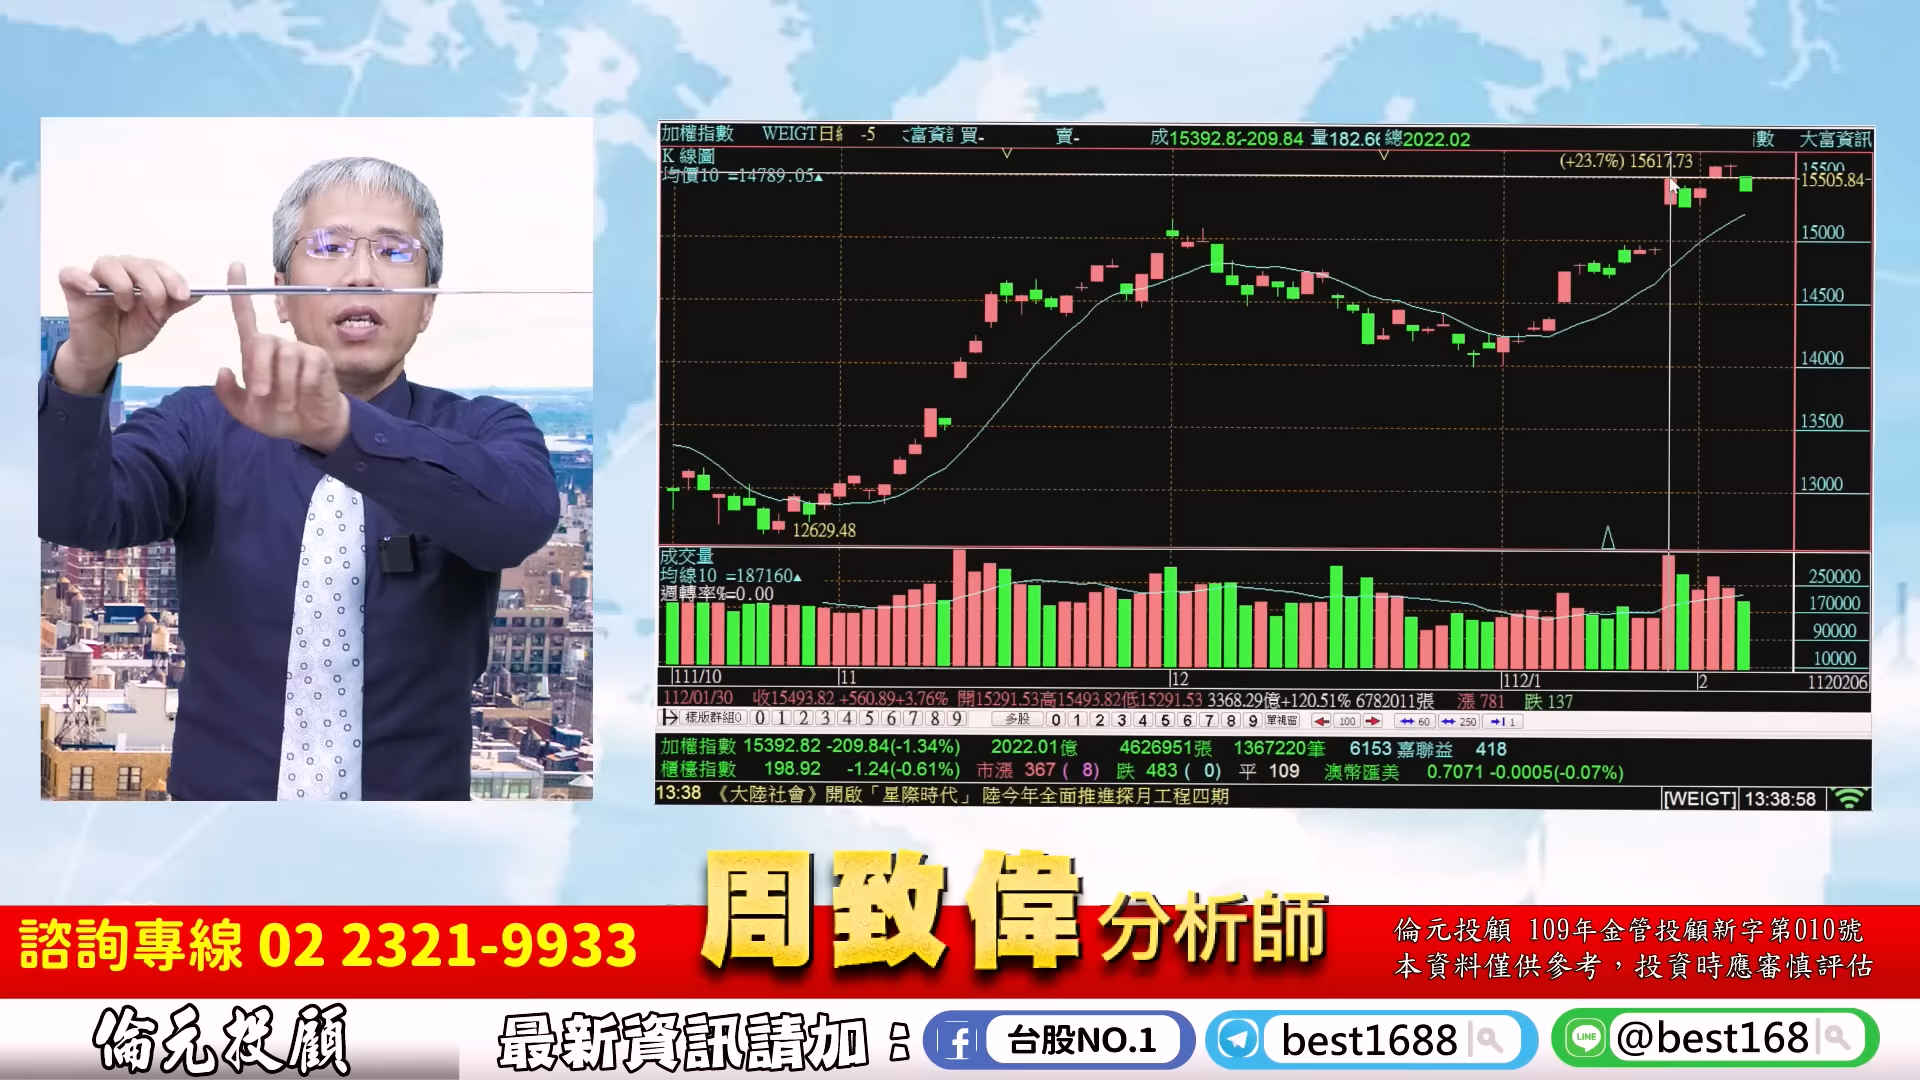 加權指數 WEIGT日線 -5 大富資訊 買- 賣- 成15392.82-209.84 量182.66 總2022.02 數 大富資訊
K 線圖
(+23.7%) 15617.73
均價10 =14789.05▲
15500
15505.84
15000
14500
14000
13500
13000
12629.48
成交量
均線10 =187160▲
週轉率%=0.00
250000
170000
90000
10000
111/10 11 12 112/1 2 1120206
112/01/30 收15493.82 +560.89+3.76% 開15291.53高15493.82低15291.53 3368.29億+120.51% 6782011張 漲 781 跌 137
樣版群組0 0 1 2 3 4 5 6 7 8 9 多股 0 1 2 3 4 5 6 7 8 9 單視窗 100 60 250 1
加權指數 15392.82 -209.84(-1.34%) 2022.01億 4626951張 1367220筆 6153 嘉聯益 418
櫃檯指數 198.92 -1.24(-0.61%) 市漲 367 ( 8) 跌 483 ( 0) 平 109 澳幣匯美 0.7071 -0.0005(-0.07%)
13:38 《大陸社會》開啟「星際時代」 陸今年全面推進探月工程四期 [WEIGT] 13:38:58
周致偉 分析師
諮詢專線 02 2321-9933
倫元投顧 109年金管投顧新字第010號
本資料僅供參考，投資時應審慎評估
倫元投顧
最新資訊請加：
台股NO.1
best1688
LINE
@best168